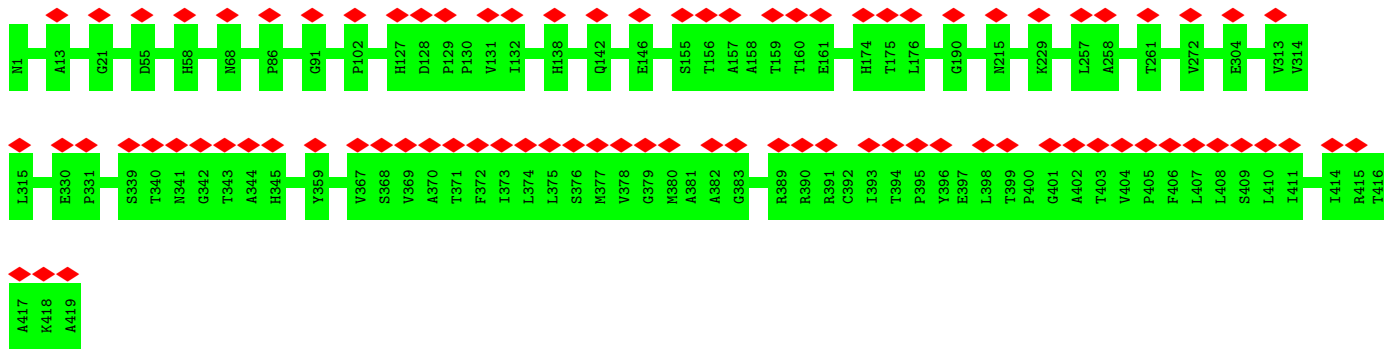 N1 A13 G21 D55 H58 N68 P86 G91 P102 H127 D128 P129 P130 V131 I132 H138 Q142 E146 S155 T156 A157 A158 T159 T160 E161 H174 T175 L176 G190 N215 K229 L257 A258 T261 V272 E304 V313 V314
L315 E330 P331 S339 T340 N341 G342 T343 A344 H345 Y359 V367 S368 V369 A370 T371 F372 I373 L374 L375 S376 M377 V378 G379 M380 A381 A382 G383 R389 R390 R391 C392 I393 T394 P395 Y396 E397 L398 T399 P400 G401 A402 T403 V404 P405 F406 L407 L408 S409 L410 I411 I414 R415 T416
A417 K418 A419